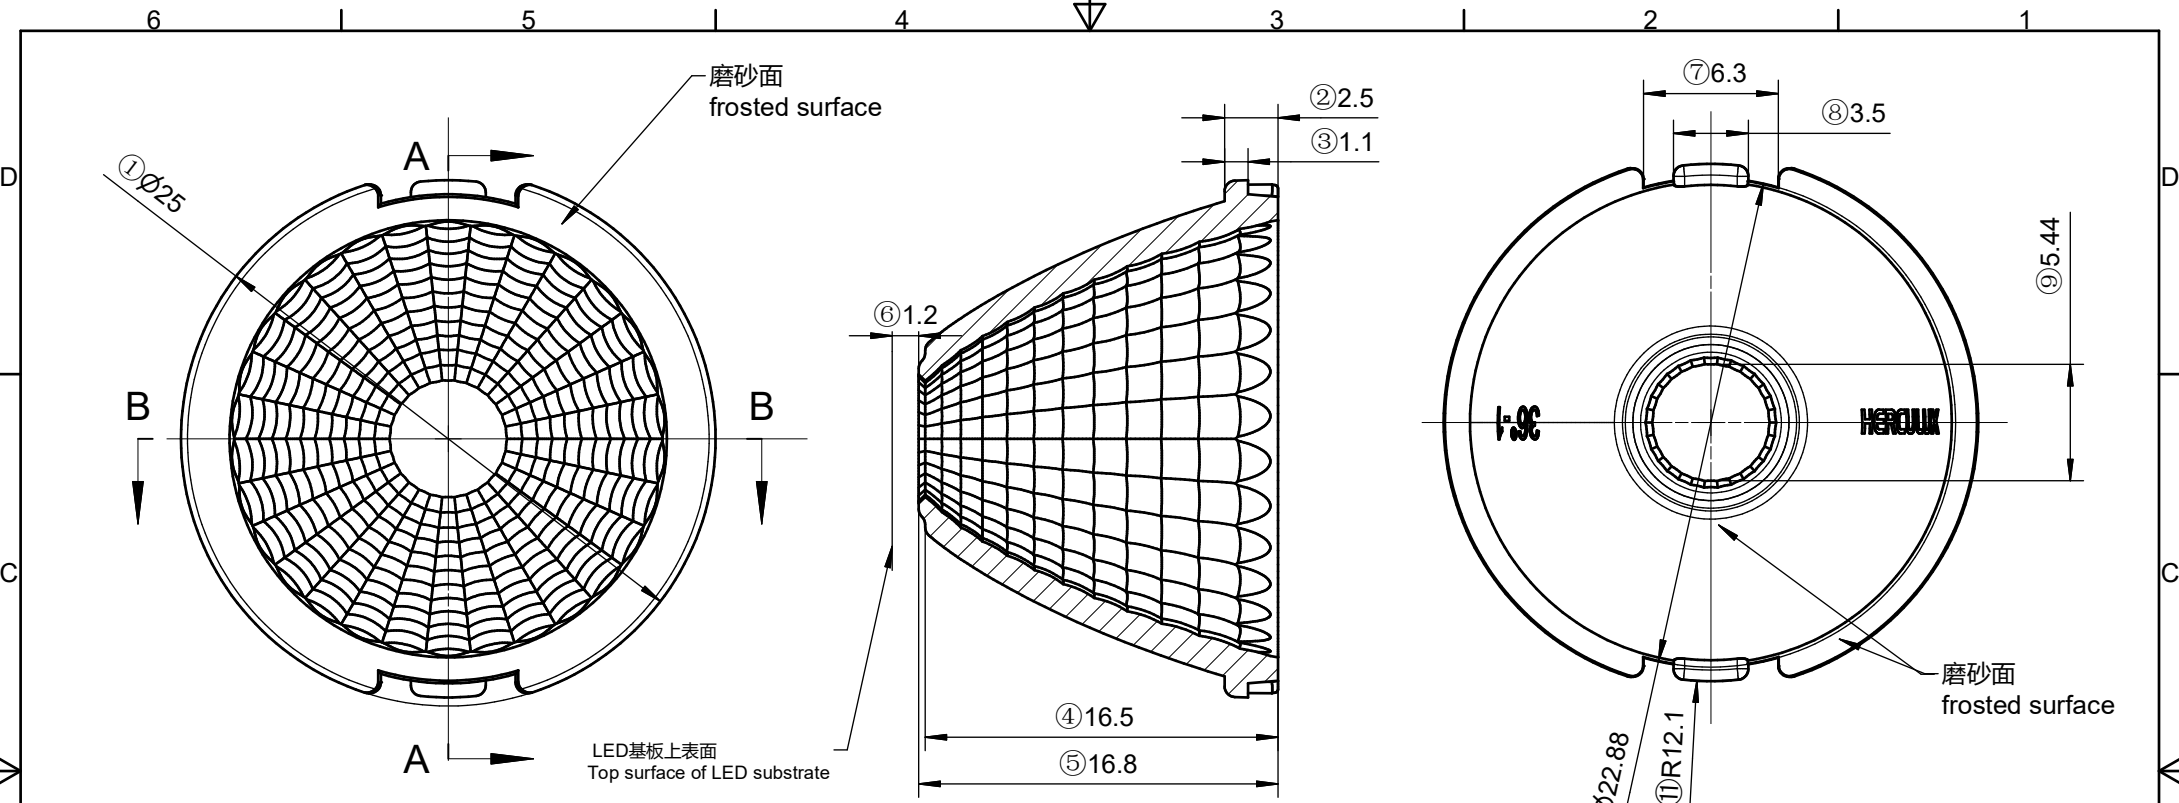 6 5 4 3 2 1
磨砂面
frosted surface
②2.5
③1.1
⑦6.3
⑧3.5
①Ø25
A
D
D
⑨5.44
⑥1.2
B
B
HERCULUX
C
C
磨砂面
frosted surface
④16.5
LED基板上表面
Top surface of LED substrate
A
⑤16.8
Ø22.88
⑪R12.1